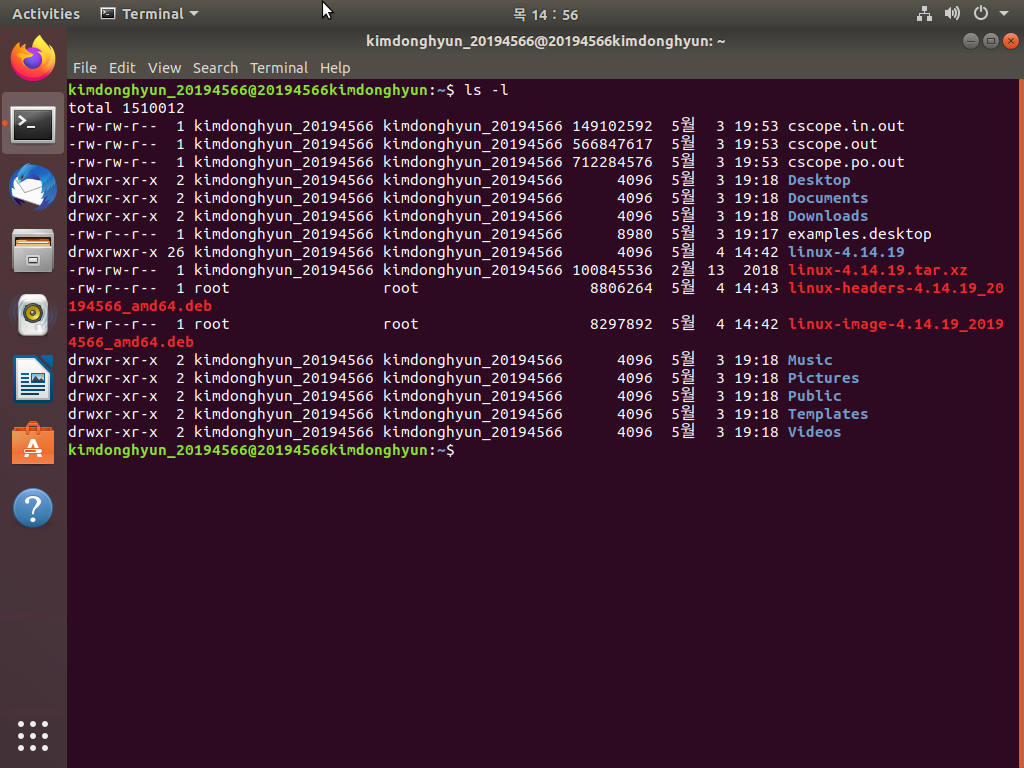 Activities Terminal 목 14 : 56
kimdonghyun_20194566@20194566kimdonghyun: ~
File Edit View Search Terminal Help
kimdonghyun_20194566@20194566kimdonghyun:~$ ls -l
total 1510012
-rw-rw-r-- 1 kimdonghyun_20194566 kimdonghyun_20194566 149102592 5월 3 19:53 cscope.in.out
-rw-rw-r-- 1 kimdonghyun_20194566 kimdonghyun_20194566 566847617 5월 3 19:53 cscope.out
-rw-rw-r-- 1 kimdonghyun_20194566 kimdonghyun_20194566 712284576 5월 3 19:53 cscope.po.out
drwxr-xr-x 2 kimdonghyun_20194566 kimdonghyun_20194566 4096 5월 3 19:18 Desktop
drwxr-xr-x 2 kimdonghyun_20194566 kimdonghyun_20194566 4096 5월 3 19:18 Documents
drwxr-xr-x 2 kimdonghyun_20194566 kimdonghyun_20194566 4096 5월 3 19:18 Downloads
-rw-r--r-- 1 kimdonghyun_20194566 kimdonghyun_20194566 8980 5월 3 19:17 examples.desktop
drwxrwxr-x 26 kimdonghyun_20194566 kimdonghyun_20194566 4096 5월 4 14:42 linux-4.14.19
-rw-rw-r-- 1 kimdonghyun_20194566 kimdonghyun_20194566 100845536 2월 13 2018 linux-4.14.19.tar.xz
-rw-r--r-- 1 root root 8806264 5월 4 14:43 linux-headers-4.14.19_20
194566_amd64.deb
-rw-r--r-- 1 root root 8297892 5월 4 14:42 linux-image-4.14.19_2019
4566_amd64.deb
drwxr-xr-x 2 kimdonghyun_20194566 kimdonghyun_20194566 4096 5월 3 19:18 Music
drwxr-xr-x 2 kimdonghyun_20194566 kimdonghyun_20194566 4096 5월 3 19:18 Pictures
drwxr-xr-x 2 kimdonghyun_20194566 kimdonghyun_20194566 4096 5월 3 19:18 Public
drwxr-xr-x 2 kimdonghyun_20194566 kimdonghyun_20194566 4096 5월 3 19:18 Templates
drwxr-xr-x 2 kimdonghyun_20194566 kimdonghyun_20194566 4096 5월 3 19:18 Videos
kimdonghyun_20194566@20194566kimdonghyun:~$